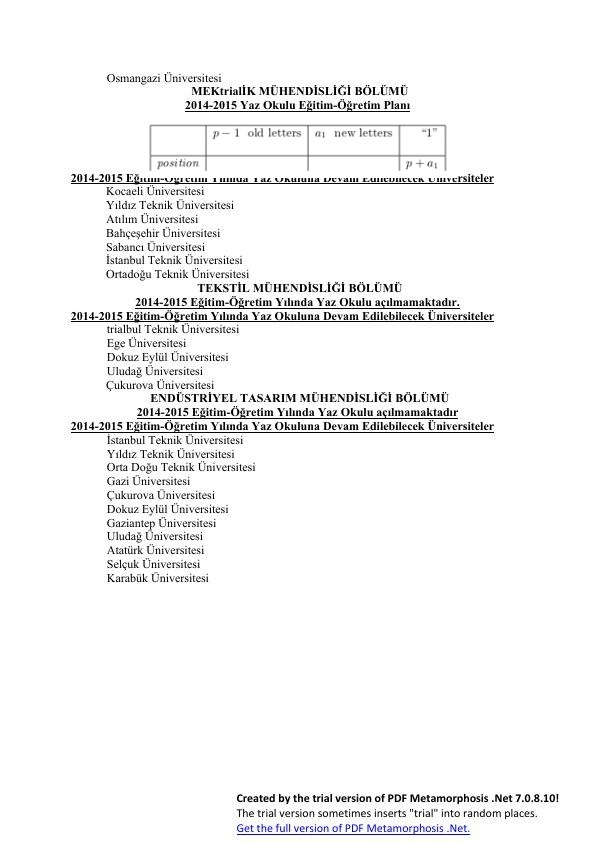 Osmangazi Üniversitesi
MEKtrialİK MÜHENDİSLİĞİ BÖLÜMÜ
2014-2015 Yaz Okulu Eğitim-Öğretim Planı
p − 1 old letters a₁ new letters “1”
position p + a₁
2014-2015 Eğitim-Öğretim Yılında Yaz Okuluna Devam Edilebilecek Üniversiteler
Kocaeli Üniversitesi
Yıldız Teknik Üniversitesi
Atılım Üniversitesi
Bahçeşehir Üniversitesi
Sabancı Üniversitesi
İstanbul Teknik Üniversitesi
Ortadoğu Teknik Üniversitesi
TEKSTİL MÜHENDİSLİĞİ BÖLÜMÜ
2014-2015 Eğitim-Öğretim Yılında Yaz Okulu açılmamaktadır.
2014-2015 Eğitim-Öğretim Yılında Yaz Okuluna Devam Edilebilecek Üniversiteler
trialbul Teknik Üniversitesi
Ege Üniversitesi
Dokuz Eylül Üniversitesi
Uludağ Üniversitesi
Çukurova Üniversitesi
ENDÜSTRİYEL TASARIM MÜHENDİSLİĞİ BÖLÜMÜ
2014-2015 Eğitim-Öğretim Yılında Yaz Okulu açılmamaktadır
2014-2015 Eğitim-Öğretim Yılında Yaz Okuluna Devam Edilebilecek Üniversiteler
İstanbul Teknik Üniversitesi
Yıldız Teknik Üniversitesi
Orta Doğu Teknik Üniversitesi
Gazi Üniversitesi
Çukurova Üniversitesi
Dokuz Eylül Üniversitesi
Gaziantep Üniversitesi
Uludağ Üniversitesi
Atatürk Üniversitesi
Selçuk Üniversitesi
Karabük Üniversitesi
Created by the trial version of PDF Metamorphosis .Net 7.0.8.10!
The trial version sometimes inserts "trial" into random places.
Get the full version of PDF Metamorphosis .Net.